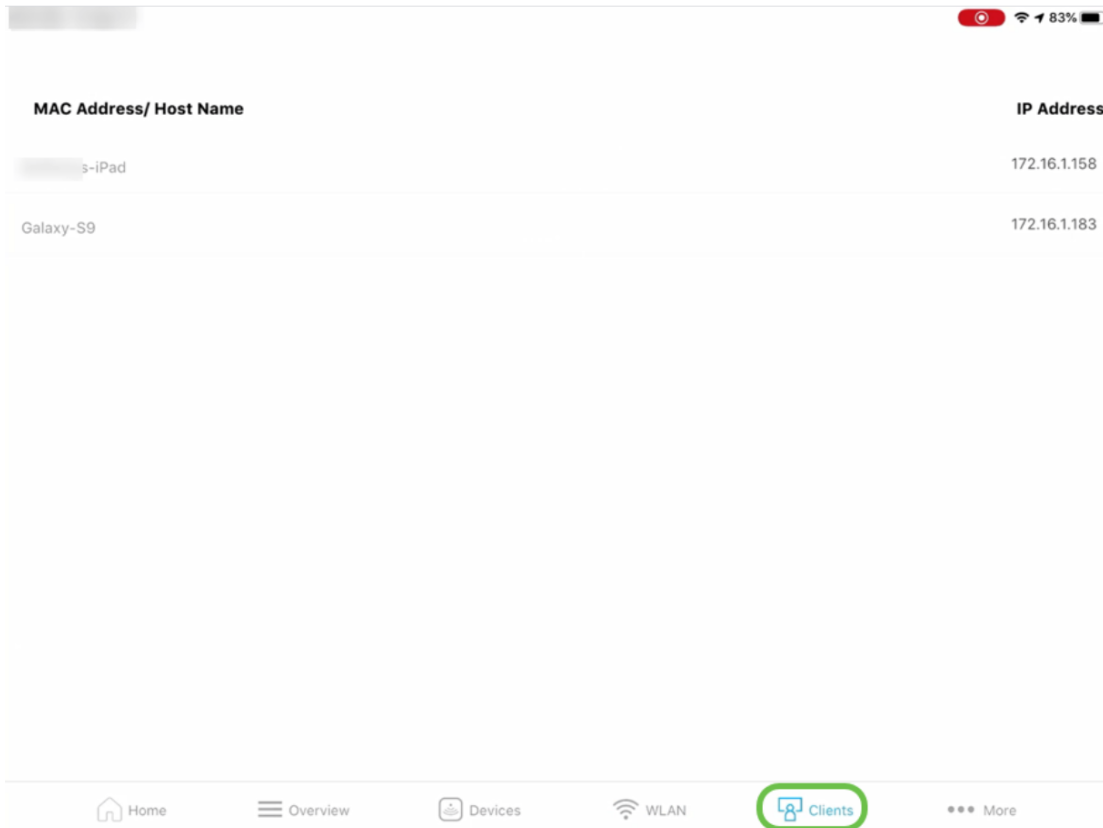 83%
MAC Address/ Host Name IP Address
s-iPad 172.16.1.158
Galaxy-S9 172.16.1.183
Home Overview Devices WLAN Clients More